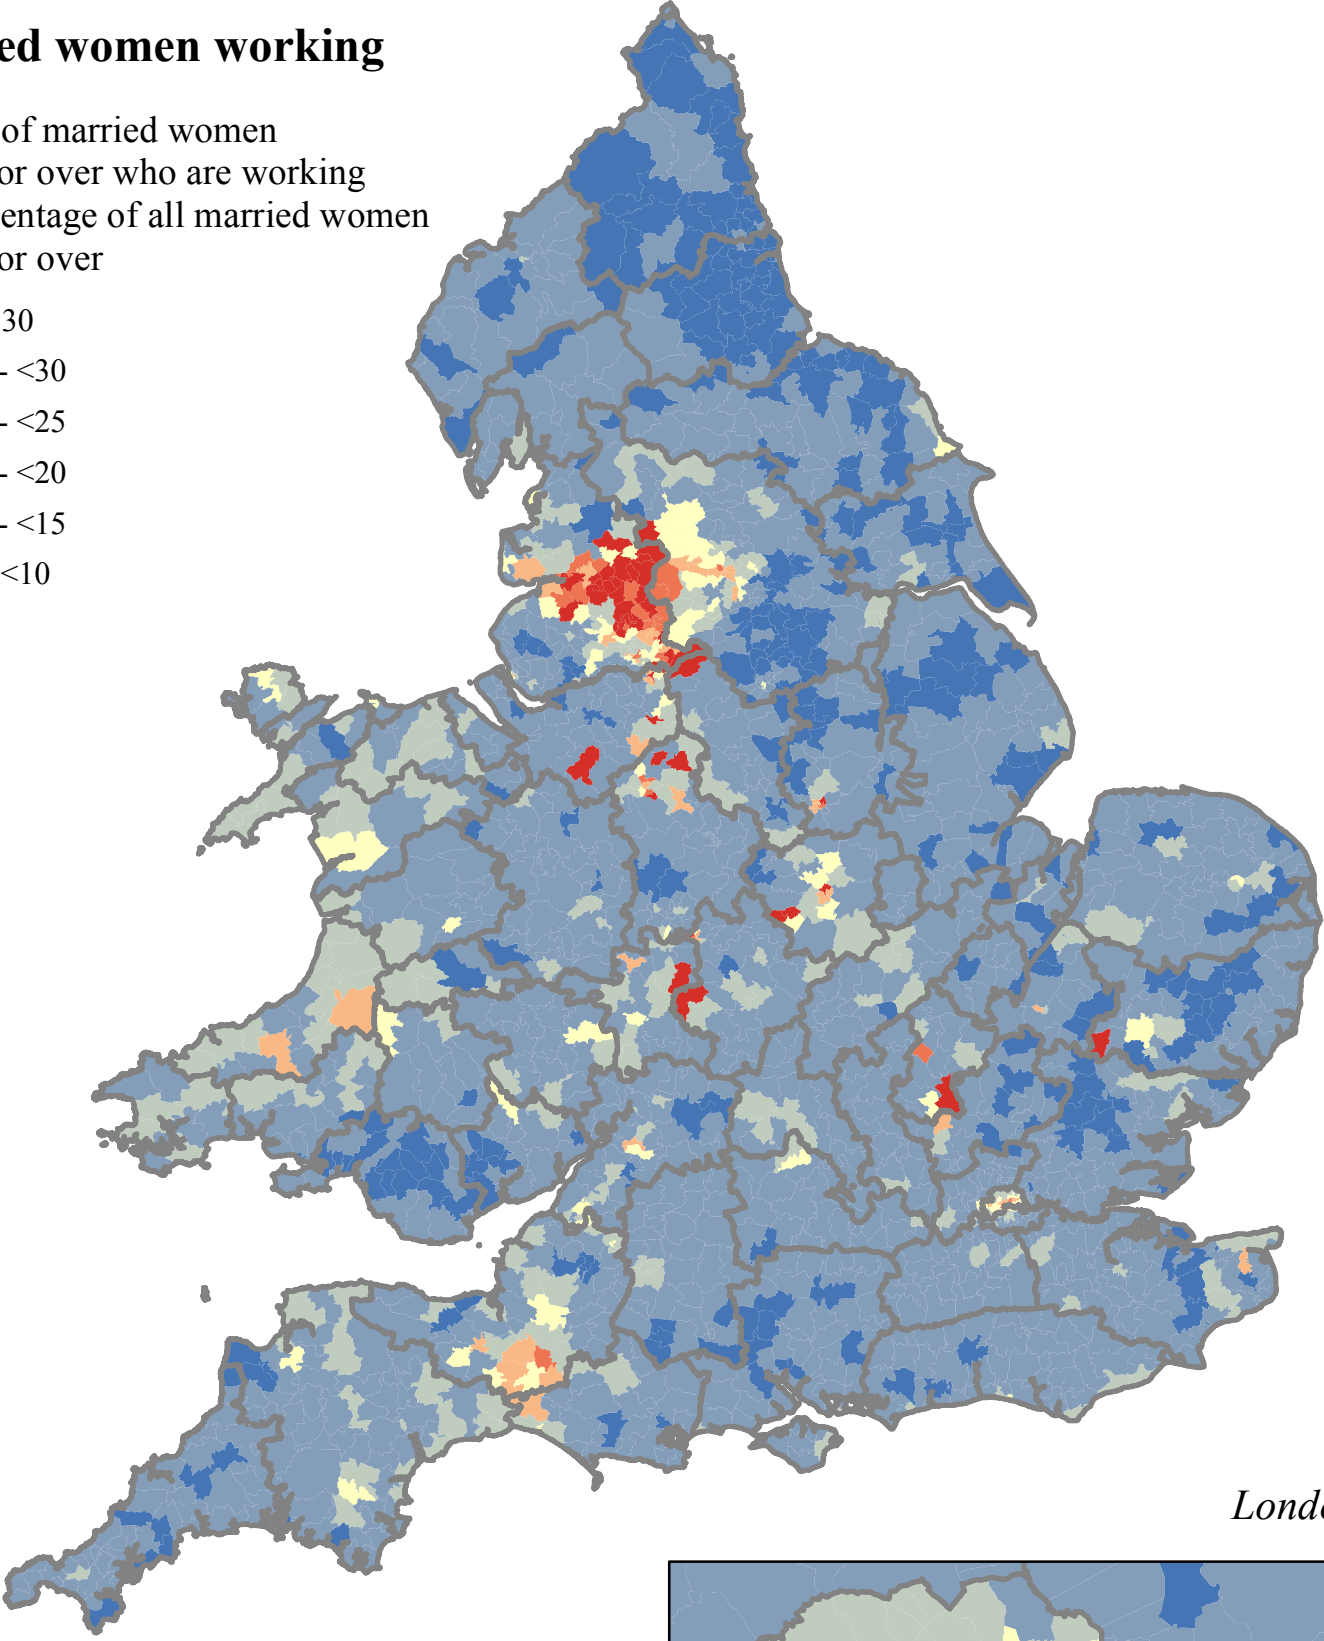 ed women working
of married women
or over who are working
entage of all married women
or over
30
- <30
- <25
- <20
- <15
<10
Londo